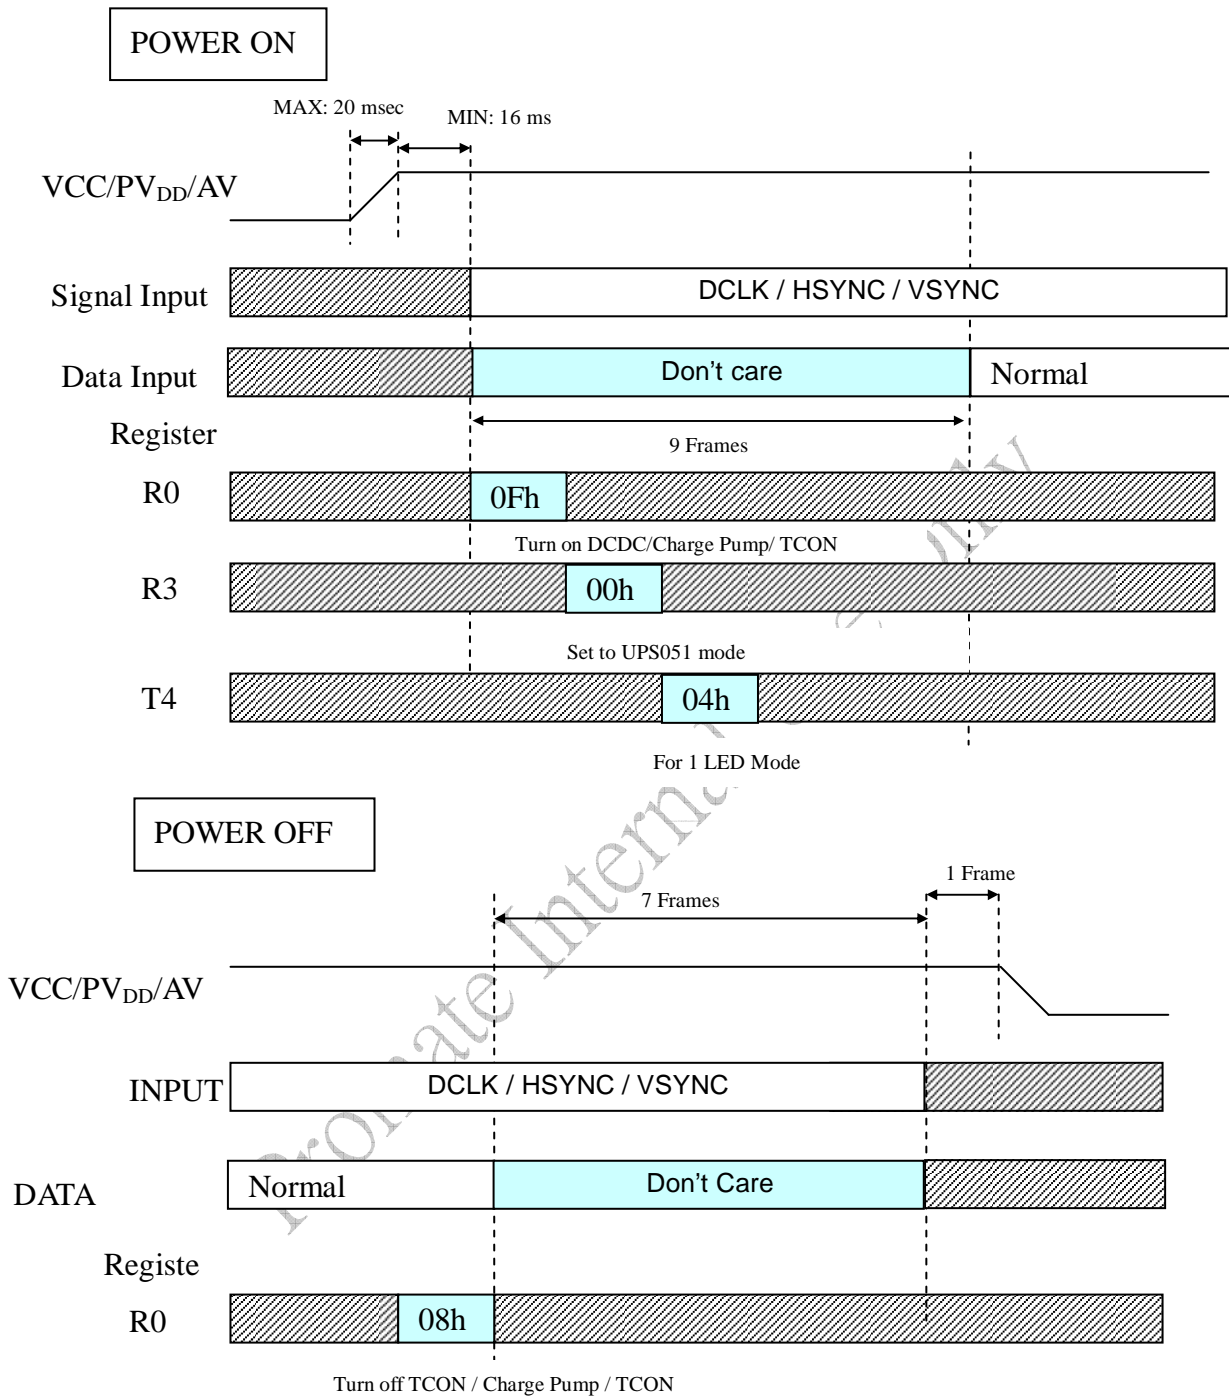 POWER ON
MAX: 20 msec
MIN: 16 ms
VCC/PVDD/AV
Signal Input
DCLK / HSYNC / VSYNC
Data Input
Don't care
Normal
Register
9 Frames
R0
0Fh
Turn on DCDC/Charge Pump/ TCON
R3
00h
Set to UPS051 mode
T4
04h
For 1 LED Mode
POWER OFF
1 Frame
7 Frames
VCC/PVDD/AV
INPUT
DCLK / HSYNC / VSYNC
DATA
Normal
Don't Care
Registe
R0
08h
Turn off TCON / Charge Pump / TCON